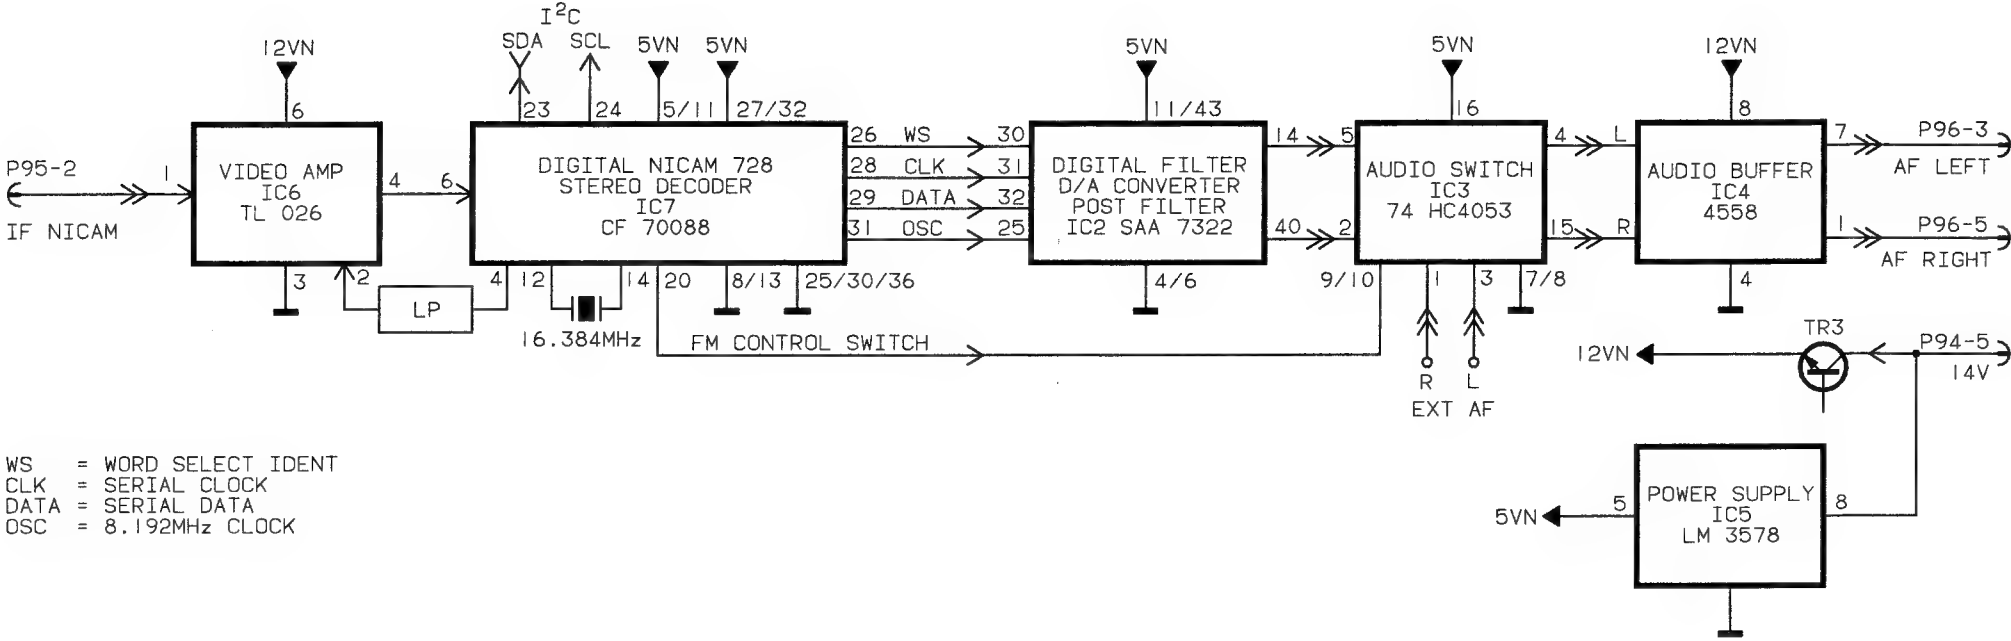 I²C
SDA SCL
12VN
5VN 5VN
5VN
5VN
12VN
6
23 24 5/11 27/32
11/43
16
8
P95-2
IF NICAM
1
VIDEO AMP
IC6
TL 026
4 6
3 2
LP
DIGITAL NICAM 728
STEREO DECODER
IC7
CF 70088
4 12 14 20 8/13 25/30/36
16.384MHz
26 WS 30
28 CLK 31
29 DATA 32
31 OSC 25
DIGITAL FILTER
D/A CONVERTER
POST FILTER
IC2 SAA 7322
4/6
14 5
40 2
AUDIO SWITCH
IC3
74 HC4053
9/10 1 3 7/8
4 L
15 R
AUDIO BUFFER
IC4
4558
4
7 P96-3
AF LEFT
1 P96-5
AF RIGHT
FM CONTROL SWITCH
R L
EXT AF
TR3
12VN
P94-5
14V
POWER SUPPLY
IC5
LM 3578
5VN 5
8
WS = WORD SELECT IDENT
CLK = SERIAL CLOCK
DATA = SERIAL DATA
OSC = 8.192MHz CLOCK